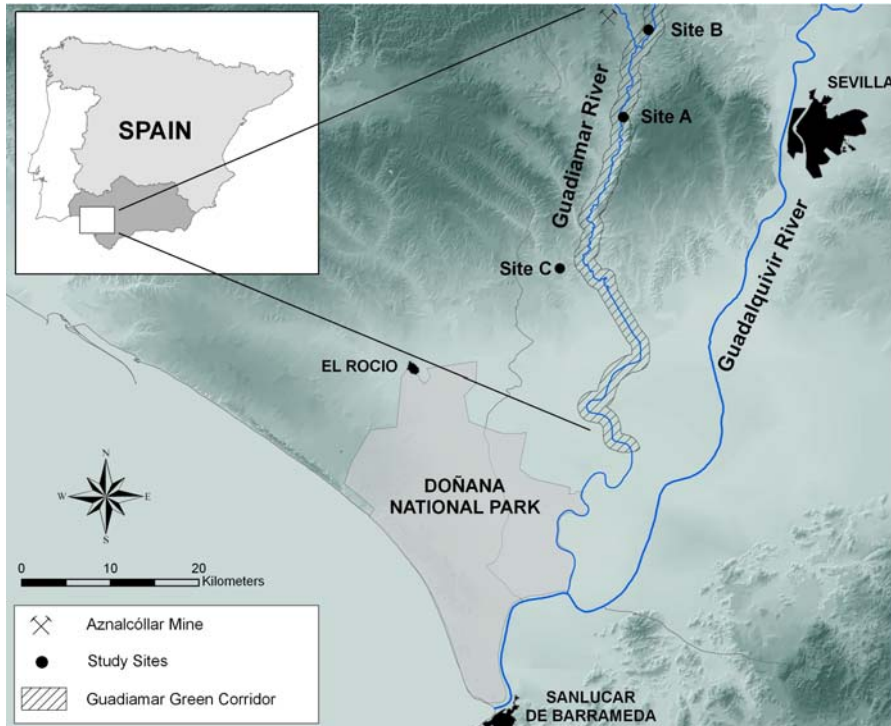 SPAIN
Site B
SEVILLA
Site A
Guadiamar River
Site C
Guadalquivir River
EL ROCIO
DOÑANA
NATIONAL PARK
N
W
E
S
0 10 20
Kilometers
Aznalcóllar Mine
Study Sites
Guadiamar Green Corridor
SANLUCAR
DE BARRAMEDA